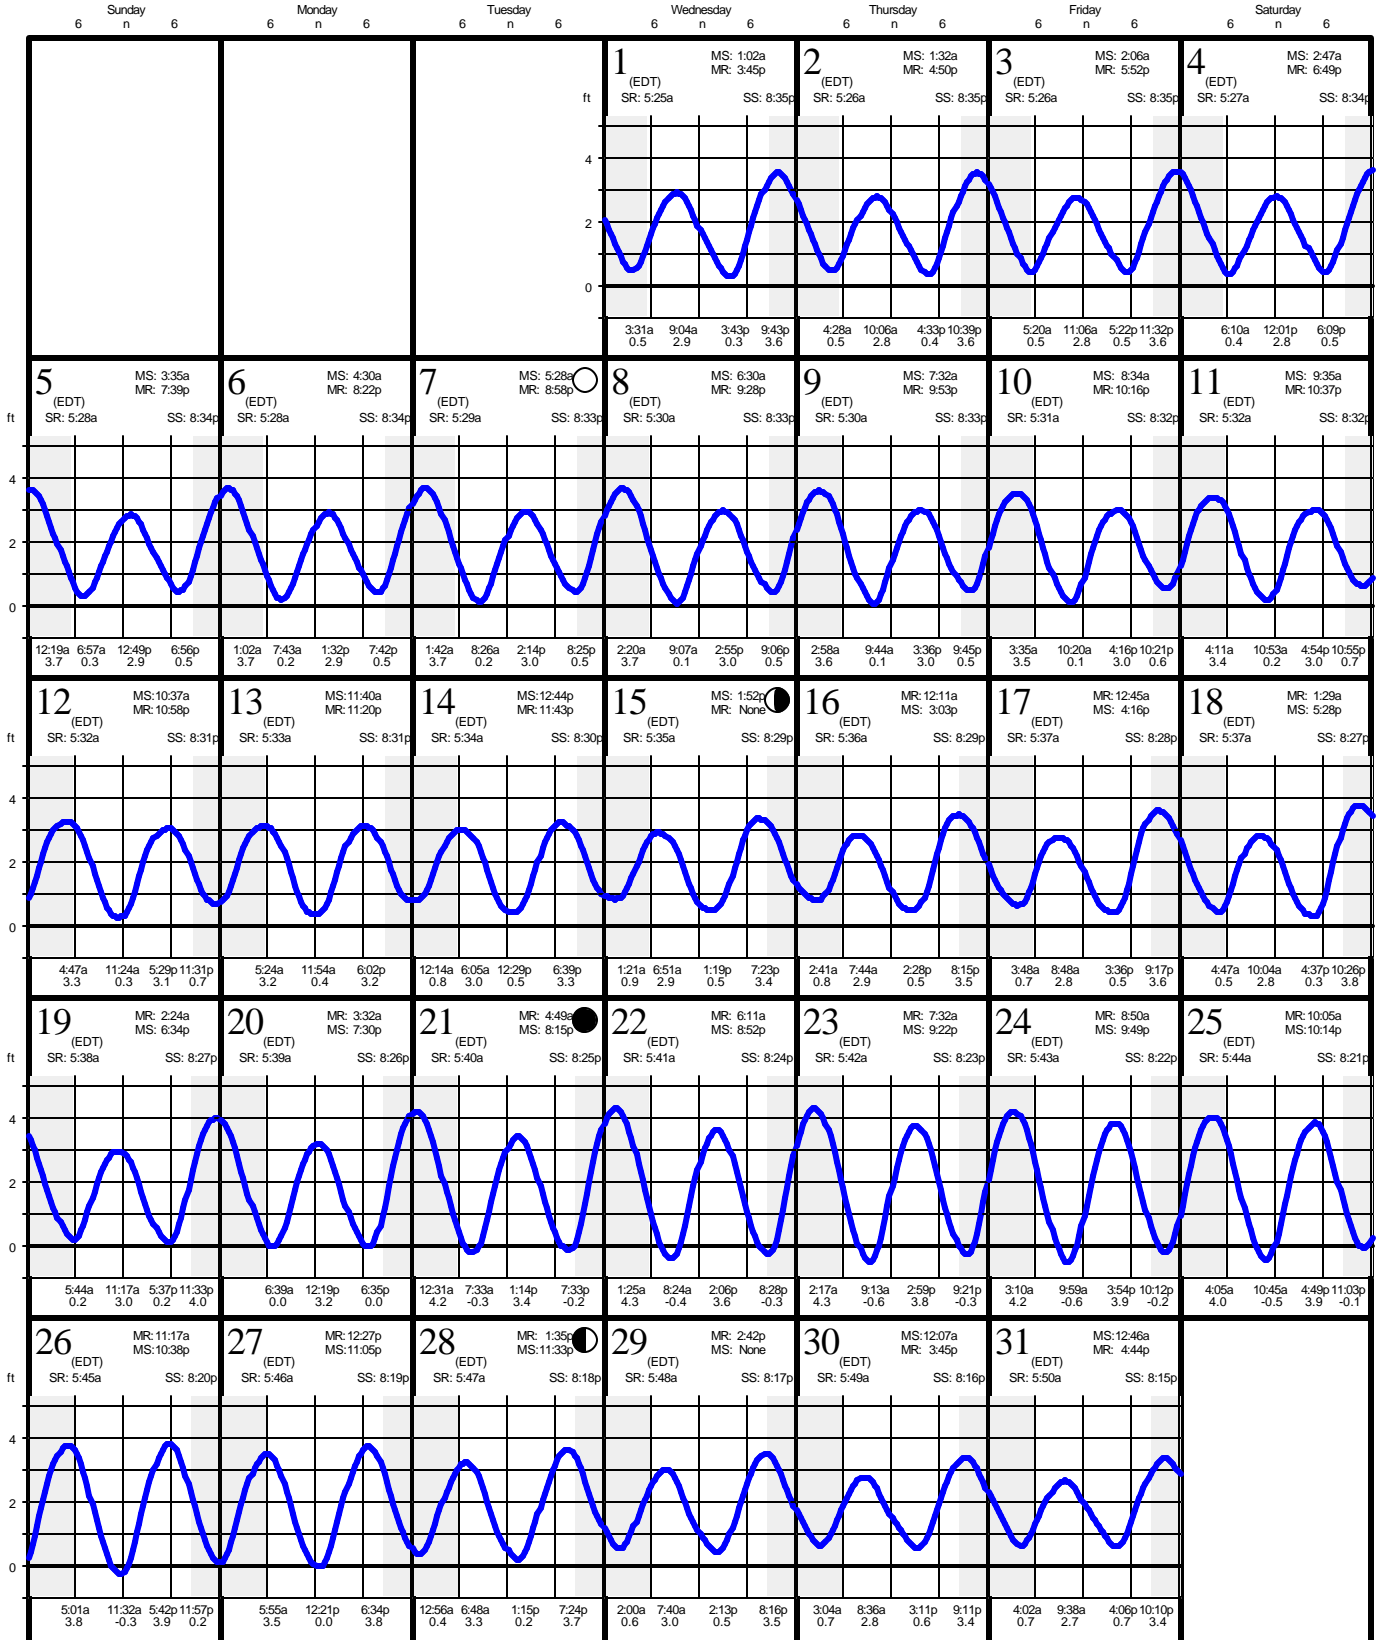 Sunday Monday Tuesday Wednesday Thursday Friday Saturday
6 n 6 6 n 6 6 n 6 6 n 6 6 n 6 6 n 6 6 n 6
1 MS: 1:02a 2 MS: 1:32a 3 MS: 2:06a 4 MS: 2:47a
MR: 3:45p MR: 4:50p MR: 5:52p MR: 6:49p
(EDT) (EDT) (EDT) (EDT)
ft SR: 5:25a SS: 8:35p SR: 5:26a SS: 8:35p SR: 5:26a SS: 8:35p SR: 5:27a SS: 8:34p
4
2
0
3:31a 9:04a 3:43p 9:43p 4:28a 10:06a 4:33p 10:39p 5:20a 11:06a 5:22p 11:32p 6:10a 12:01p 6:09p
0.5 2.9 0.3 3.6 0.5 2.8 0.4 3.6 0.5 2.8 0.5 3.6 0.4 2.8 0.5
5 MS: 3:35a 6 MS: 4:30a 7 MS: 5:28a 8 MS: 6:30a 9 MS: 7:32a 10 MS: 8:34a 11 MS: 9:35a
MR: 7:39p MR: 8:22p MR: 8:58p MR: 9:28p MR: 9:53p MR: 10:16p MR: 10:37p
(EDT) (EDT) (EDT) (EDT) (EDT) (EDT) (EDT)
ft SR: 5:28a SS: 8:34p SR: 5:28a SS: 8:34p SR: 5:29a SS: 8:33p SR: 5:30a SS: 8:33p SR: 5:30a SS: 8:33p SR: 5:31a SS: 8:32p SR: 5:32a SS: 8:32p
4
2
0
12:19a 6:57a 12:49p 6:56p 1:02a 7:43a 1:32p 7:42p 1:42a 8:26a 2:14p 8:25p 2:20a 9:07a 2:55p 9:06p 2:58a 9:44a 3:36p 9:45p 3:35a 10:20a 4:16p 10:21p 4:11a 10:53a 4:54p 10:55p
3.7 0.3 2.9 0.5 3.7 0.2 2.9 0.5 3.7 0.2 3.0 0.5 3.7 0.1 3.0 0.5 3.6 0.1 3.0 0.5 3.5 0.1 3.0 0.6 3.4 0.2 3.0 0.7
12 MS:10:37a 13 MS:11:40a 14 MS:12:44p 15 MS: 1:52p 16 MR:12:11a 17 MR:12:45a 18 MR: 1:29a
MR:10:58p MR:11:20p MR:11:43p MR: None MS: 3:03p MS: 4:16p MS: 5:28p
(EDT) (EDT) (EDT) (EDT) (EDT) (EDT) (EDT)
ft SR: 5:32a SS: 8:31p SR: 5:33a SS: 8:31p SR: 5:34a SS: 8:30p SR: 5:35a SS: 8:29p SR: 5:36a SS: 8:29p SR: 5:37a SS: 8:28p SR: 5:37a SS: 8:27p
4
2
0
4:47a 11:24a 5:29p 11:31p 5:24a 11:54a 6:02p 12:14a 6:05a 12:29p 6:39p 1:21a 6:51a 1:19p 7:23p 2:41a 7:44a 2:28p 8:15p 3:48a 8:48a 3:36p 9:17p 4:47a 10:04a 4:37p 10:26p
3.3 0.3 3.1 0.7 3.2 0.4 3.2 0.8 3.0 0.5 3.3 0.9 2.9 0.5 3.4 0.8 2.9 0.5 3.5 0.7 2.8 0.5 3.6 0.5 2.8 0.3 3.8
19 MR: 2:24a 20 MR: 3:32a 21 MR: 4:49a 22 MR: 6:11a 23 MR: 7:32a 24 MR: 8:50a 25 MR:10:05a
MS: 6:34p MS: 7:30p MS: 8:15p MS: 8:52p MS: 9:22p MS: 9:49p MS:10:14p
(EDT) (EDT) (EDT) (EDT) (EDT) (EDT) (EDT)
ft SR: 5:38a SS: 8:27p SR: 5:39a SS: 8:26p SR: 5:40a SS: 8:25p SR: 5:41a SS: 8:24p SR: 5:42a SS: 8:23p SR: 5:43a SS: 8:22p SR: 5:44a SS: 8:21p
4
2
0
5:44a 11:17a 5:37p 11:33p 6:39a 12:19p 6:35p 12:31a 7:33a 1:14p 7:33p 1:25a 8:24a 2:06p 8:28p 2:17a 9:13a 2:59p 9:21p 3:10a 9:59a 3:54p 10:12p 4:05a 10:45a 4:49p 11:03p
0.2 3.0 0.2 4.0 0.0 3.2 0.0 4.2 -0.3 3.4 -0.2 4.3 -0.4 3.6 -0.3 4.3 -0.6 3.8 -0.3 4.2 -0.6 3.9 -0.2 4.0 -0.5 3.9 -0.1
26 MR:11:17a 27 MR:12:27p 28 MR: 1:35p 29 MR: 2:42p 30 MS:12:07a 31 MS:12:46a
MS:10:38p MS:11:05p MS:11:33p MS: None MR: 3:45p MR: 4:44p
(EDT) (EDT) (EDT) (EDT) (EDT) (EDT)
ft SR: 5:45a SS: 8:20p SR: 5:46a SS: 8:19p SR: 5:47a SS: 8:18p SR: 5:48a SS: 8:17p SR: 5:49a SS: 8:16p SR: 5:50a SS: 8:15p
4
2
0
5:01a 11:32a 5:42p 11:57p 5:55a 12:21p 6:34p 12:56a 6:48a 1:15p 7:24p 2:00a 7:40a 2:13p 8:16p 3:04a 8:36a 3:11p 9:11p 4:02a 9:38a 4:06p 10:10p
3.8 -0.3 3.9 0.2 3.5 0.0 3.8 0.4 3.3 0.2 3.7 0.6 3.0 0.5 3.5 0.7 2.8 0.6 3.4 0.7 2.7 0.7 3.4